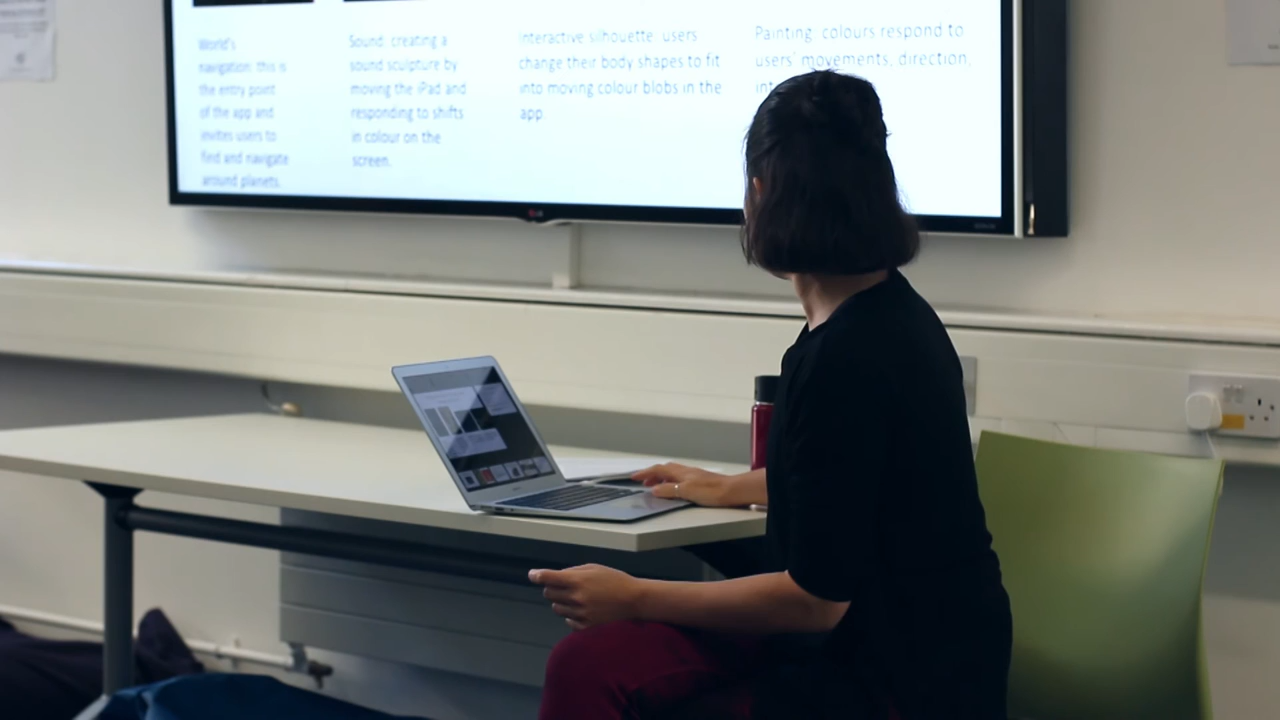 World's
navigation: this is
the entry point
of the app and
invites users to
find and navigate
around planets.
Sound: creating a
sound sculpture by
moving the iPad and
responding to shifts
in colour on the
screen.
Interactive silhouette: users
change their body shapes to fit
into moving colour blobs in the
app.
Painting: colours respond to
users' movements, direction,
LG